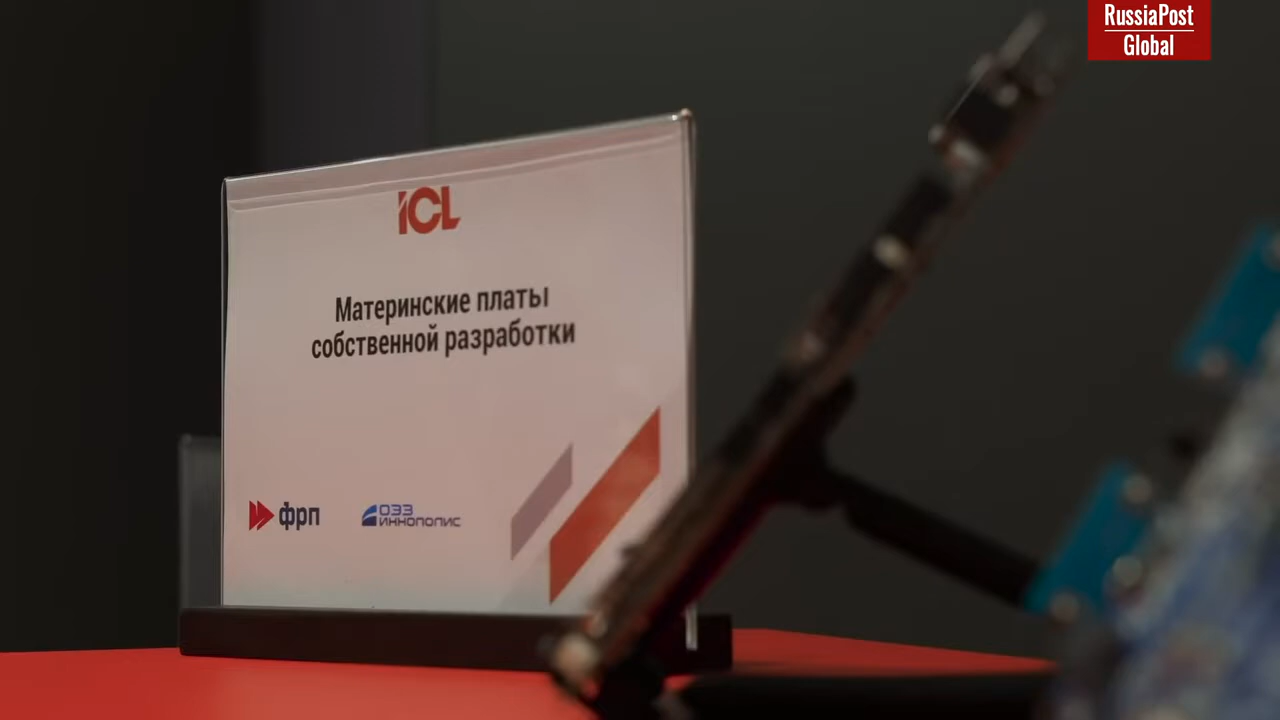 RussiaPost
Global
iCL
Материнские платы
собственной разработки
фрп
ОЭЗ
ИННОПОЛИС